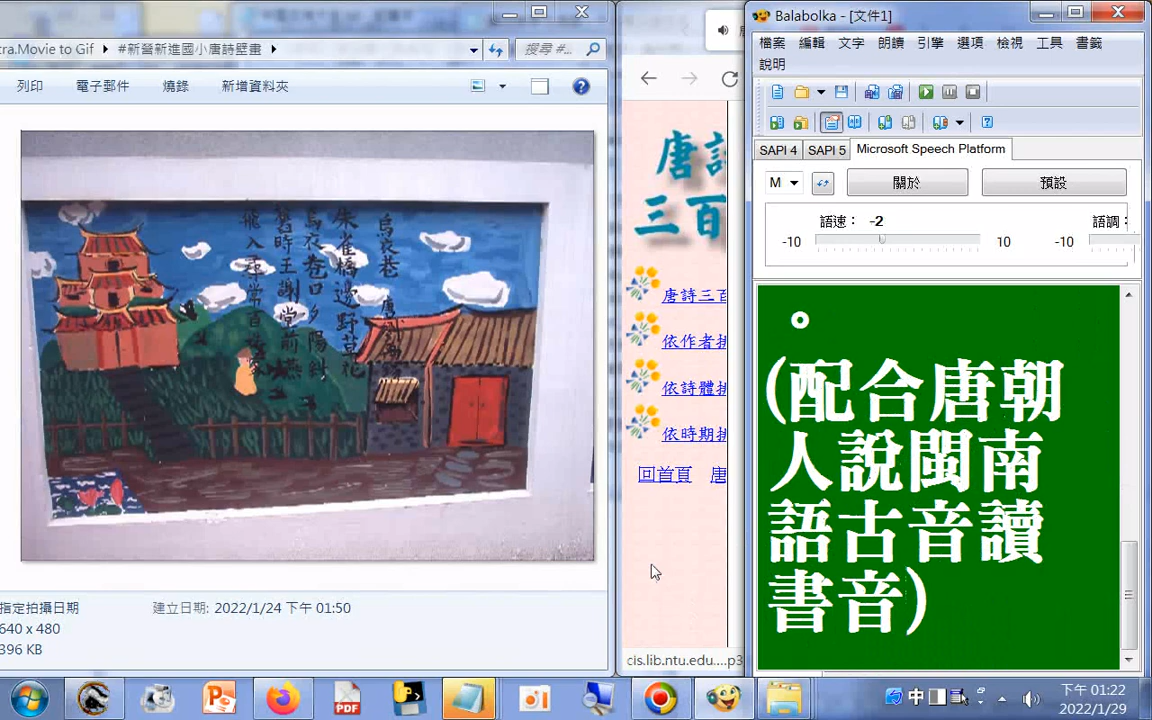 tra.Movie to Gif ▸ #新營新進國小唐詩壁畫 ▸
搜尋 #...
列印 電子郵件 燒錄 新增資料夾
烏衣巷
唐 劉禹錫
朱雀橋邊野草花
烏衣巷口夕陽斜
舊時王謝堂前燕
飛入尋常百姓家
指定拍攝日期
建立日期: 2022/1/24 下午 01:50
640 x 480
396 KB
唐詩
三百
唐詩三百
依作者排
依詩體排
依時期排
回首頁 唐
cis.lib.ntu.edu....p3
Balabolka - [文件1]
檔案 編輯 文字 朗讀 引擎 選項 檢視 工具 書籤
說明
SAPI 4 SAPI 5 Microsoft Speech Platform
M 關於 預設
語速: -2 語調:
-10 10 -10
。
(配合唐朝
人說閩南
語古音讀
書音)
中
下午 01:22
2022/1/29